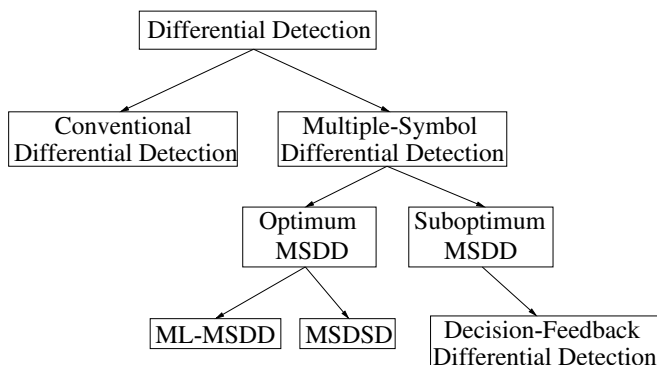 Differential Detection
Conventional
Differential Detection
Multiple-Symbol
Differential Detection
Optimum
MSDD
Suboptimum
MSDD
ML-MSDD
MSDSD
Decision-Feedback
Differential Detection